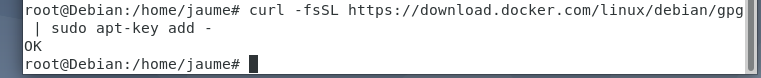 root@Debian:/home/jaume# curl -fsSL https://download.docker.com/linux/debian/gpg
 | sudo apt-key add -
OK
root@Debian:/home/jaume#